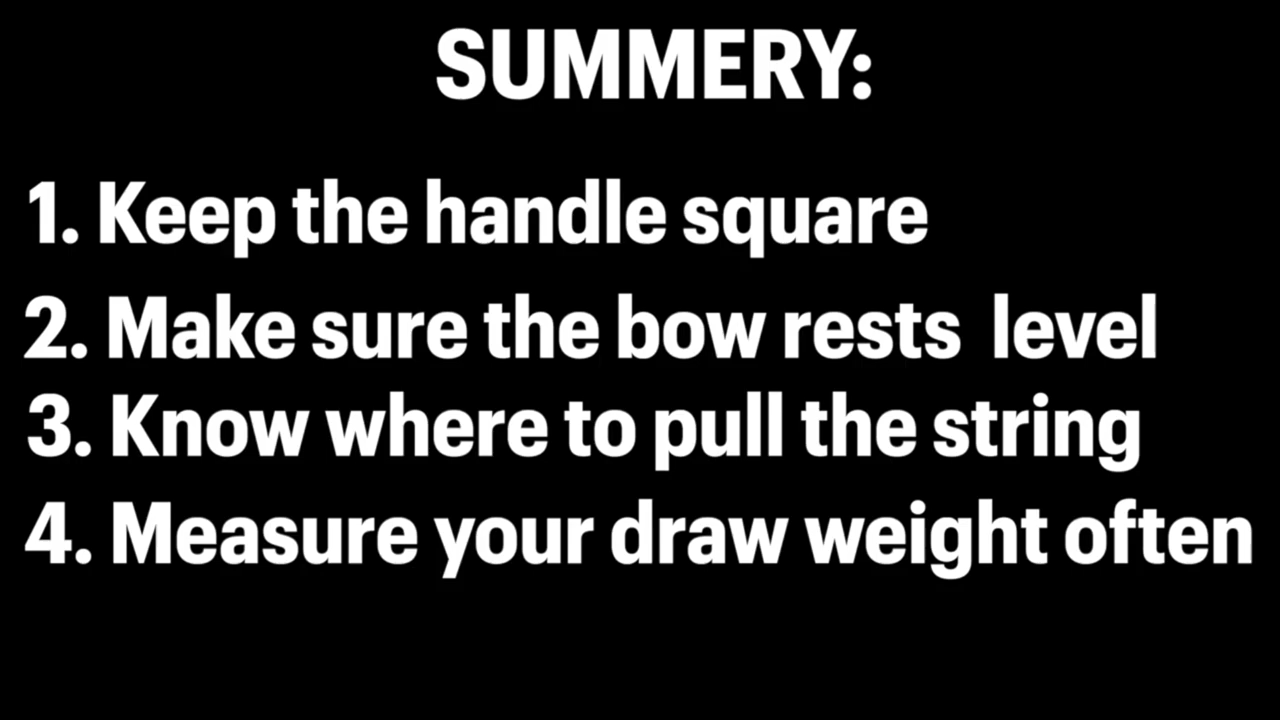 SUMMERY:
1. Keep the handle square
2. Make sure the bow rests  level
3. Know where to pull the string
4. Measure your draw weight often